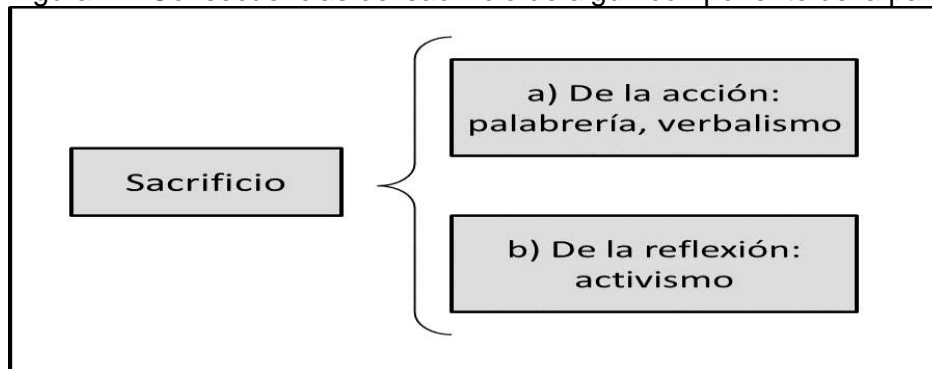 Sacrificio
a) De la acción:
palabrería, verbalismo
b) De la reflexión:
activismo